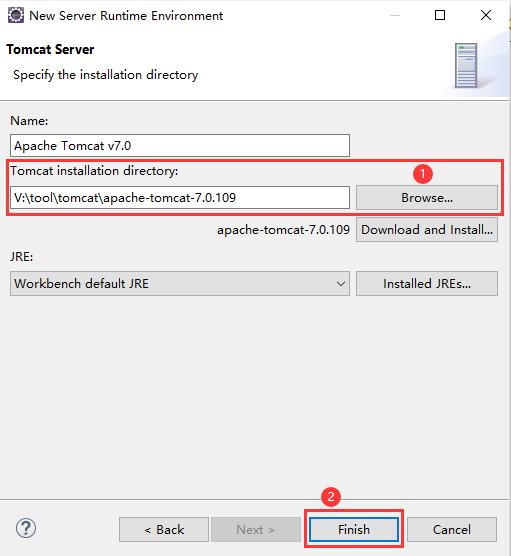 New Server Runtime Environment
Tomcat Server
Specify the installation directory
Name:
Apache Tomcat v7.0
Tomcat installation directory:
1
V:\tool\tomcat\apache-tomcat-7.0.109
Browse...
apache-tomcat-7.0.109
Download and Install...
JRE:
Workbench default JRE
Installed JREs...
2
?
< Back
Next >
Finish
Cancel